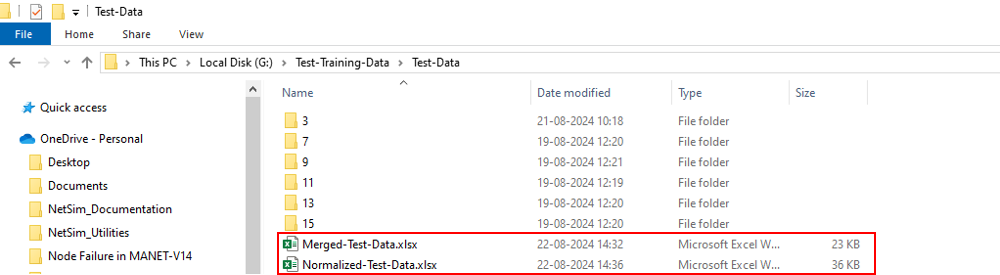 Test-Data
File Home Share View
This PC Local Disk (G:) Test-Training-Data Test-Data
Quick access
OneDrive - Personal
Desktop
Documents
NetSim_Documentation
NetSim_Utilities
Node Failure in MANET-V14
Name Date modified Type Size
3 21-08-2024 10:18 File folder
7 19-08-2024 12:20 File folder
9 19-08-2024 12:21 File folder
11 19-08-2024 12:19 File folder
13 19-08-2024 12:20 File folder
15 19-08-2024 12:20 File folder
Merged-Test-Data.xlsx 22-08-2024 14:32 Microsoft Excel W... 23 KB
Normalized-Test-Data.xlsx 22-08-2024 14:36 Microsoft Excel W... 36 KB